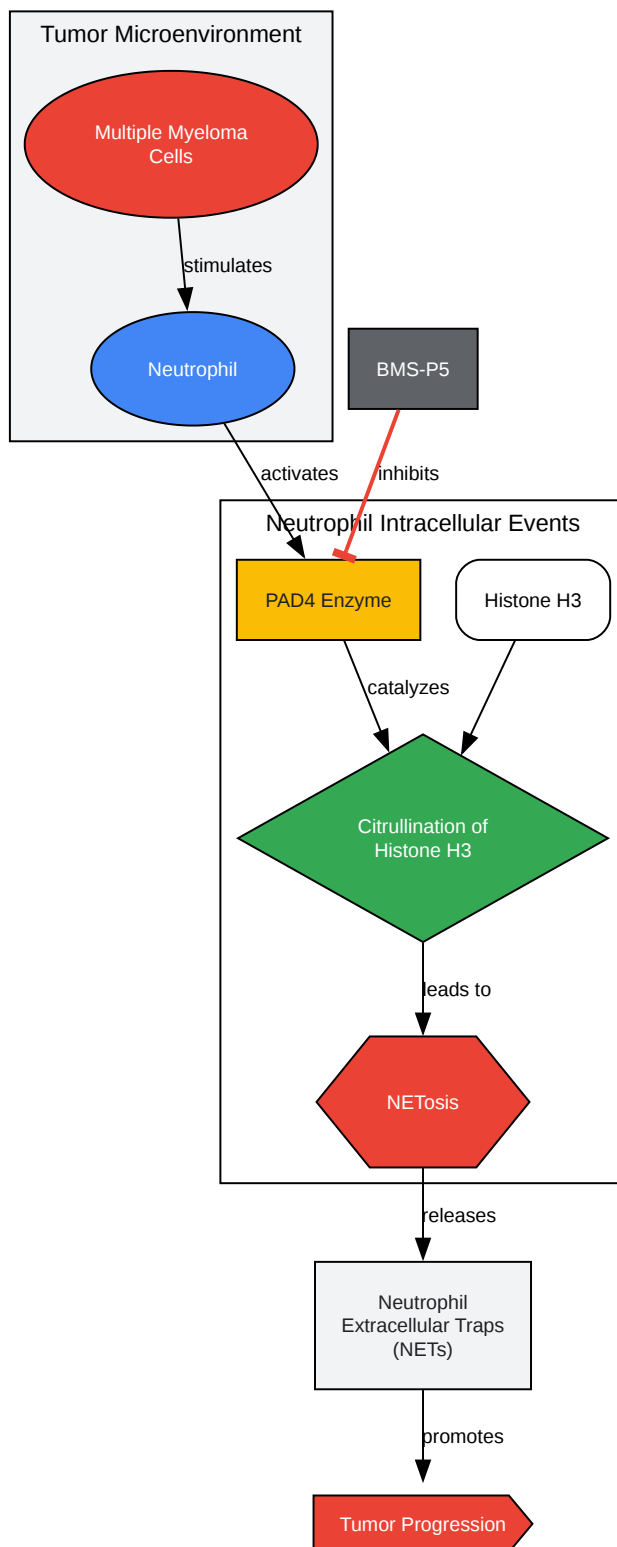 Tumor Microenvironment
Multiple Myeloma
Cells
stimulates
Neutrophil
BMS-P5
activates
inhibits
Neutrophil Intracellular Events
PAD4 Enzyme
Histone H3
catalyzes
Citrullination of
Histone H3
leads to
NETosis
releases
Neutrophil
Extracellular Traps
(NETs)
promotes
Tumor Progression